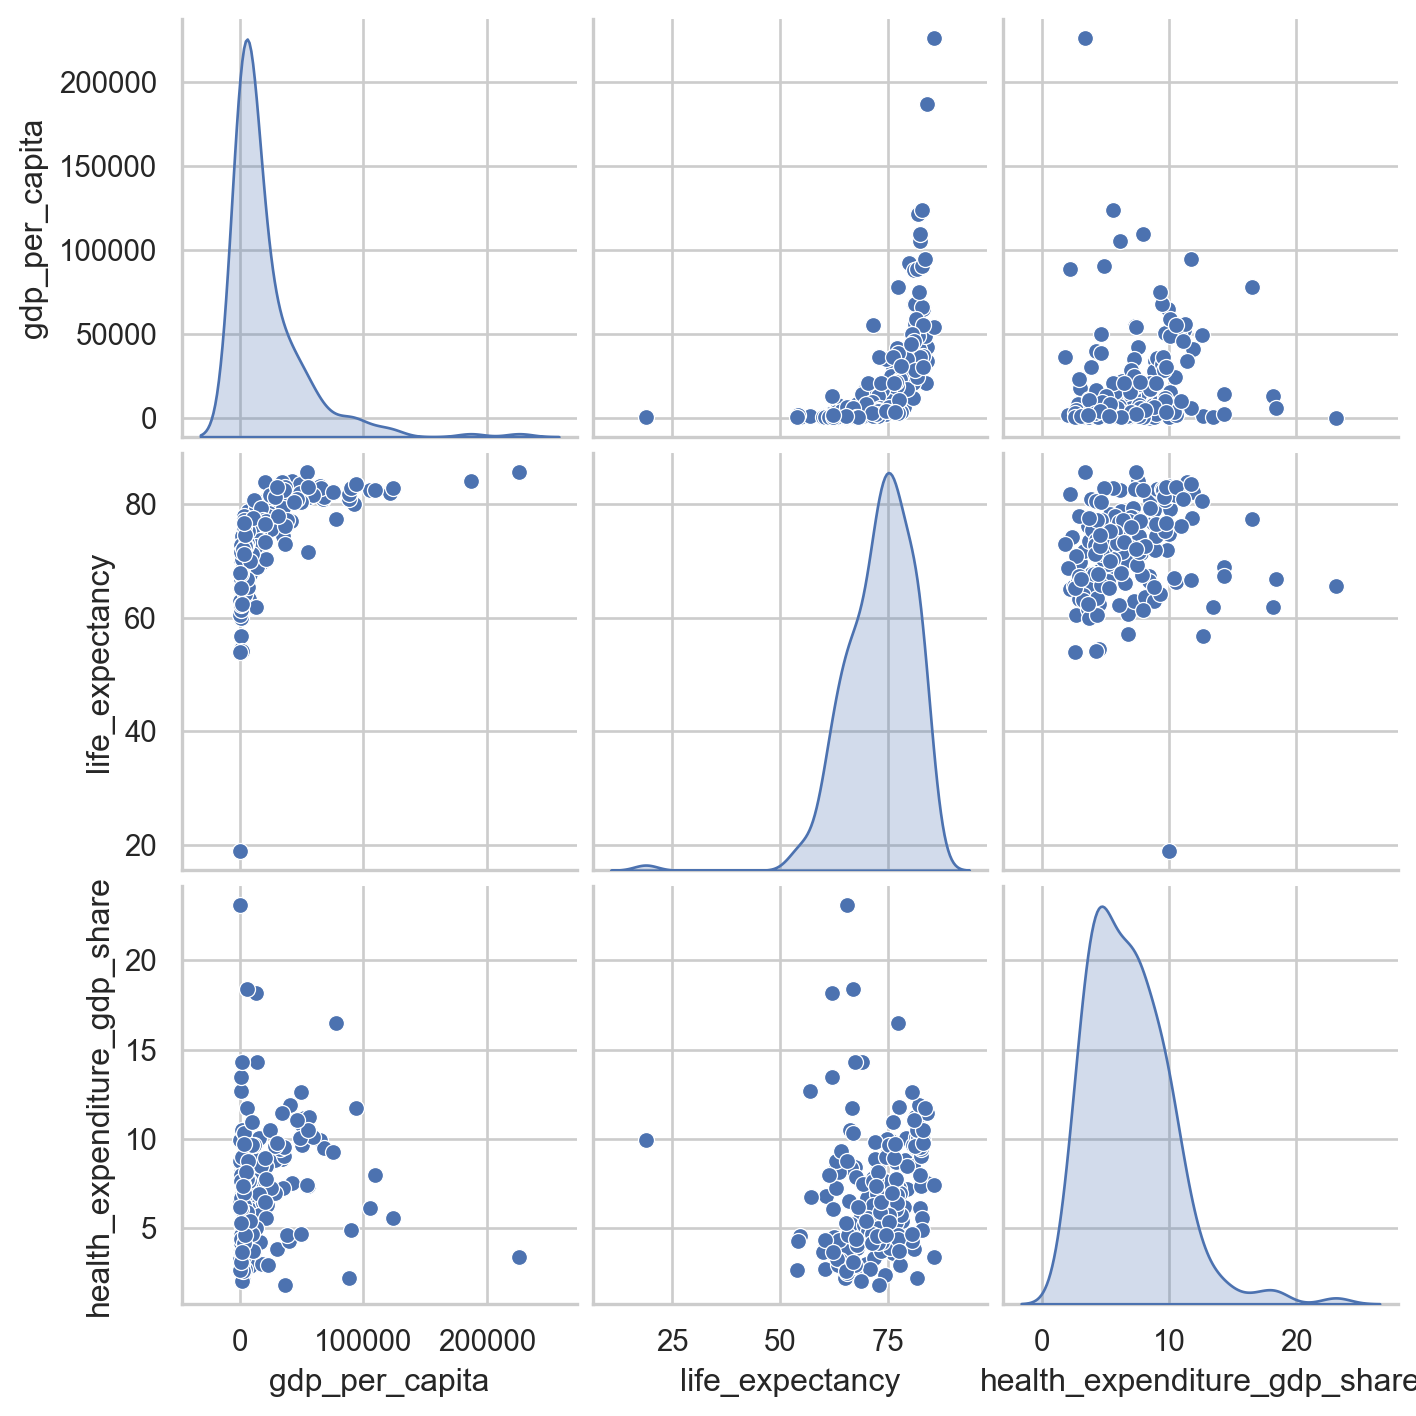 gdp_per_capita
200000
150000
100000
50000
0
life_expectancy
80
60
40
20
health_expenditure_gdp_share
20
15
10
5
0 100000 200000 25 50 75 0 10 20
gdp_per_capita life_expectancy health_expenditure_gdp_share